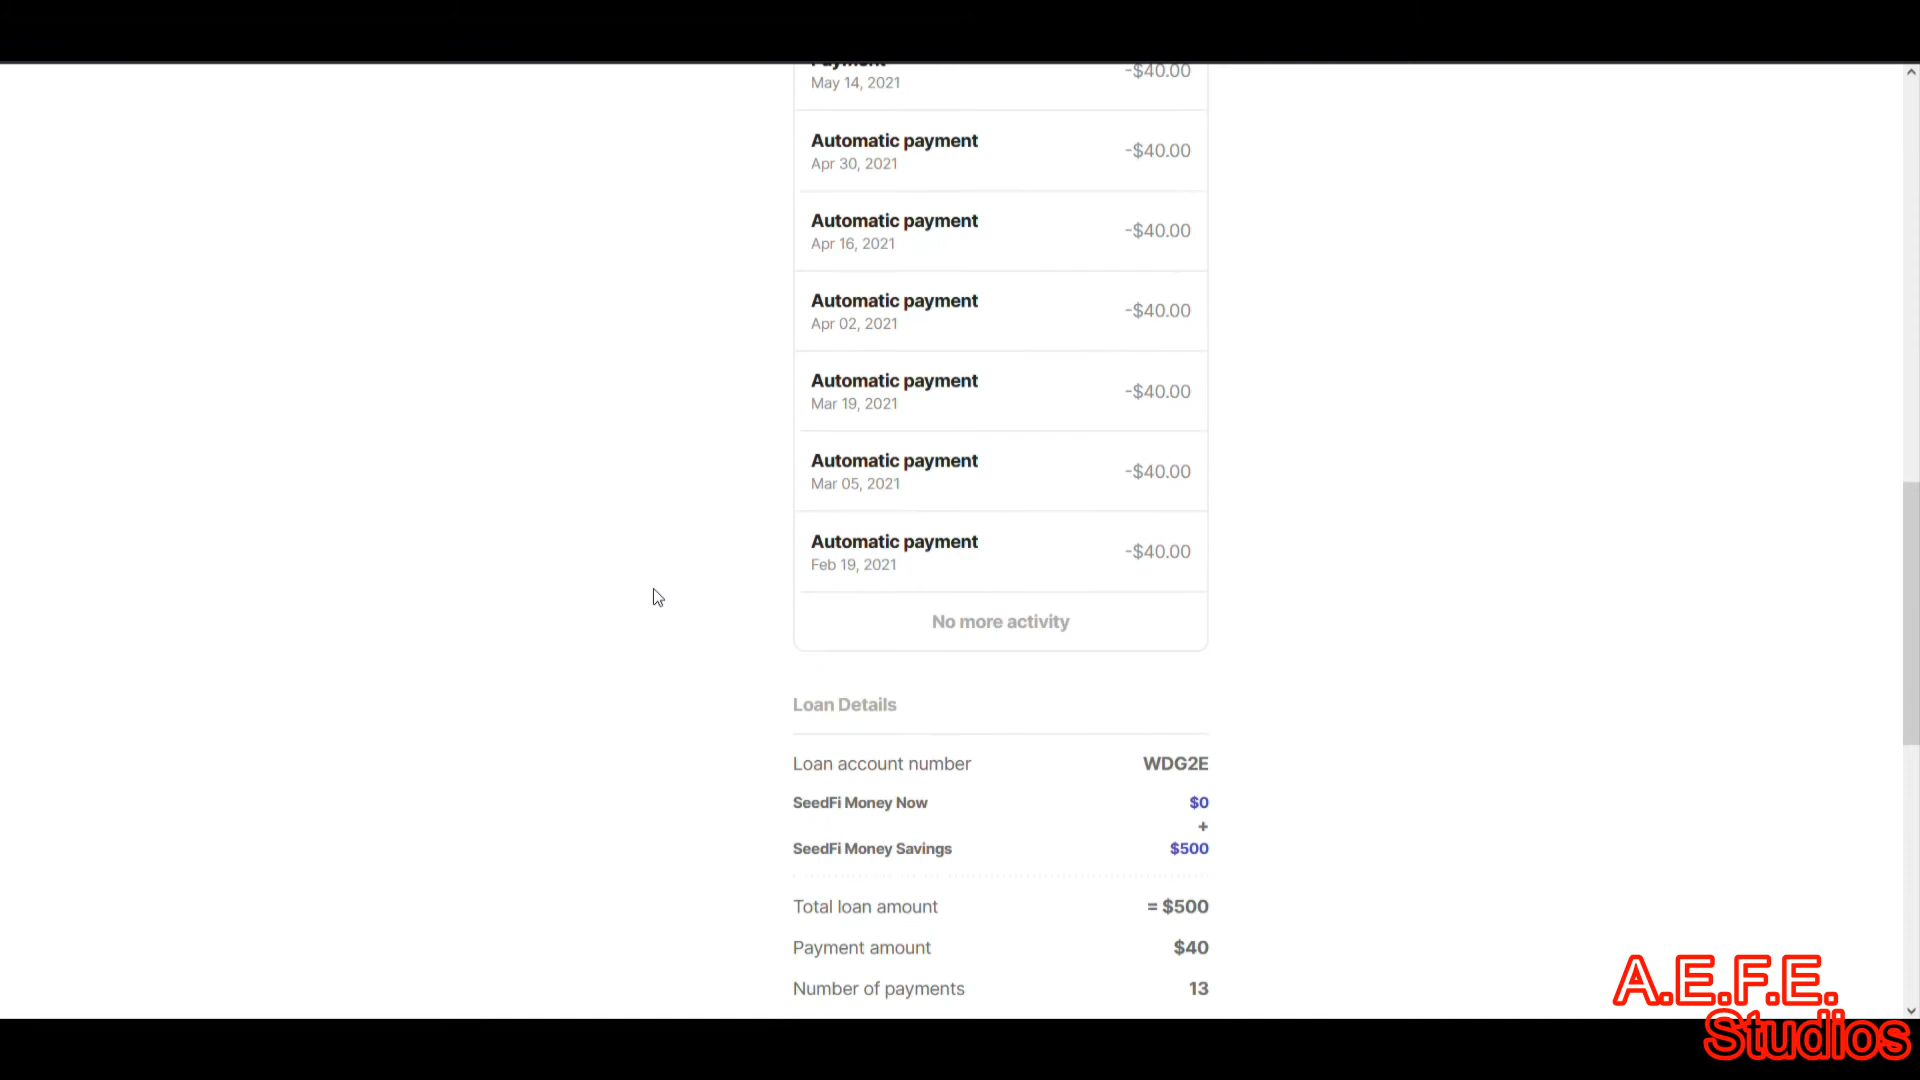 Payment -$40.00
May 14, 2021
Automatic payment -$40.00
Apr 30, 2021
Automatic payment -$40.00
Apr 16, 2021
Automatic payment -$40.00
Apr 02, 2021
Automatic payment -$40.00
Mar 19, 2021
Automatic payment -$40.00
Mar 05, 2021
Automatic payment -$40.00
Feb 19, 2021
No more activity
Loan Details
Loan account number WDG2E
SeedFi Money Now $0
+
SeedFi Money Savings $500
Total loan amount = $500
Payment amount $40
Number of payments 13
A.E.F.E.
Studios